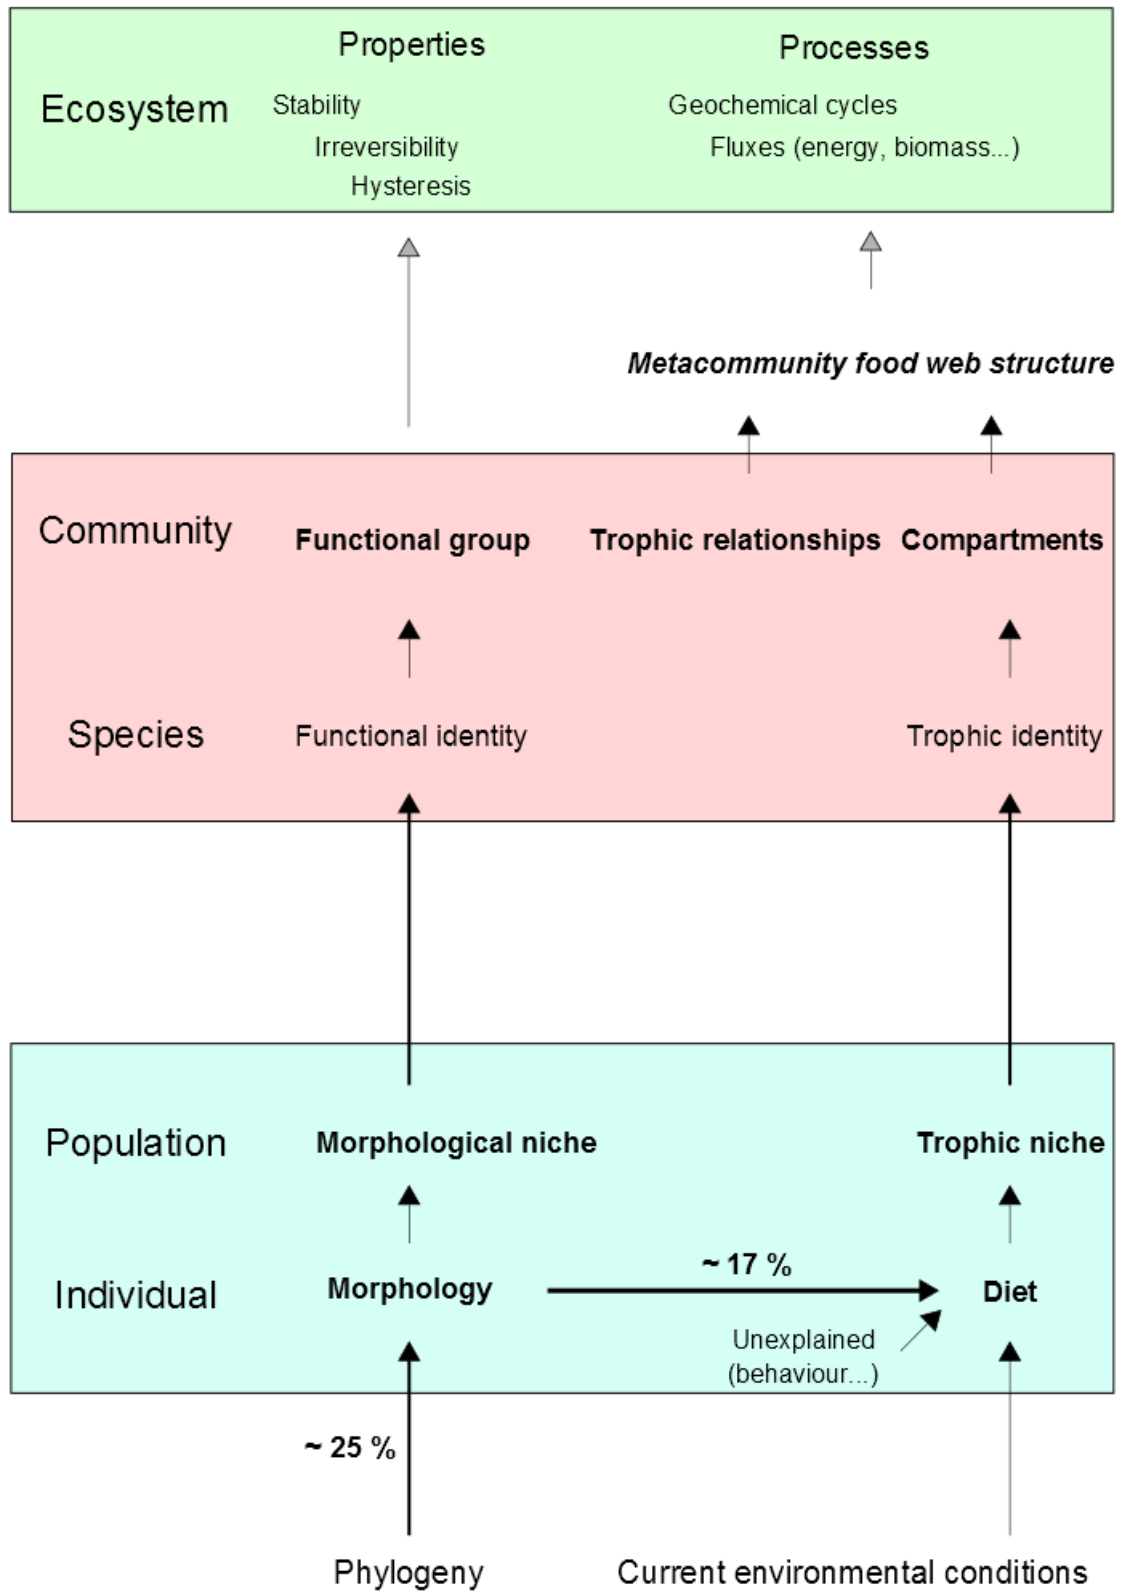 Properties
Processes
Ecosystem
Stability
Geochemical cycles
Irreversibility
Fluxes (energy, biomass...)
Hysteresis
Metacommunity food web structure
Community
Functional group
Trophic relationships
Compartments
Species
Functional identity
Trophic identity
Population
Morphological niche
Trophic niche
~ 17 %
Individual
Morphology
Diet
Unexplained
(behaviour...)
~ 25 %
Phylogeny
Current environmental conditions